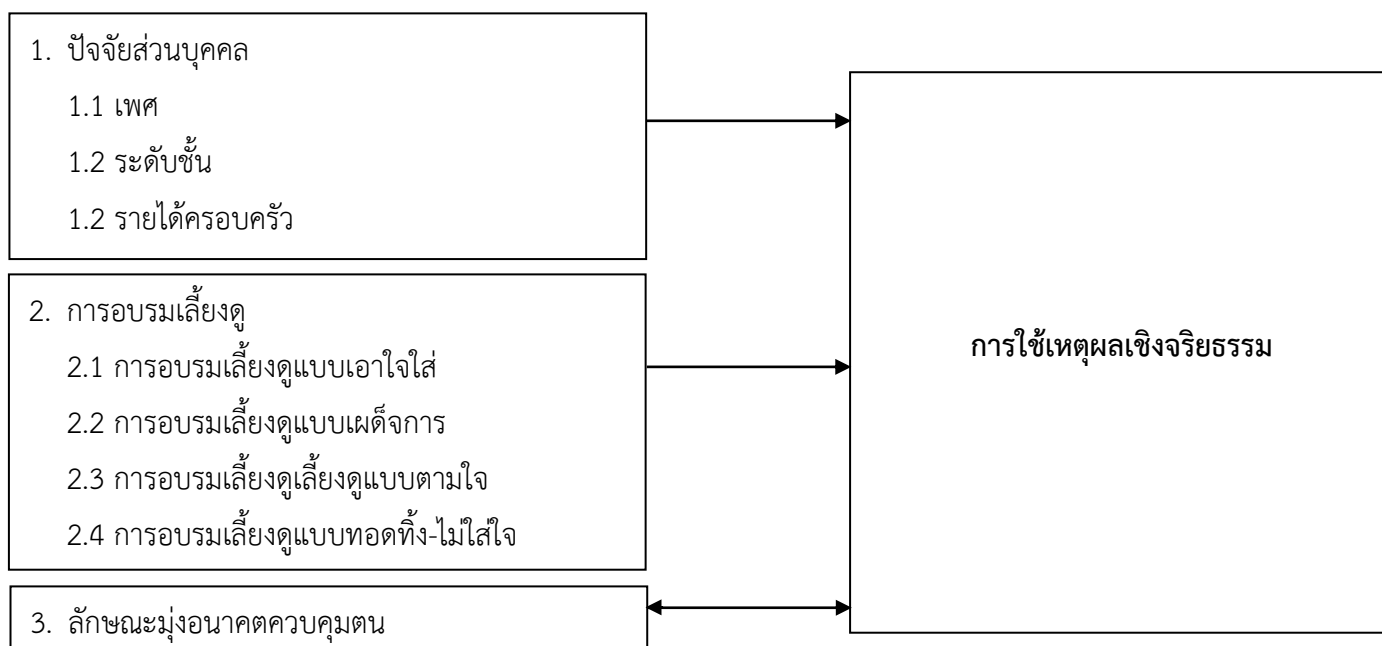 1. ปัจจัยส่วนบุคคล
1.1 เพศ
1.2 ระดับชั้น
1.2 รายได้ครอบครัว
2. การอบรมเลี้ยงดู
2.1 การอบรมเลี้ยงดูแบบเอาใจใส่
2.2 การอบรมเลี้ยงดูแบบเผด็จการ
2.3 การอบรมเลี้ยงดูเลี้ยงดูแบบตามใจ
2.4 การอบรมเลี้ยงดูแบบทอดทิ้ง-ไม่ใส่ใจ
3. ลักษณะมุ่งอนาคตควบคุมตน
การใช้เหตุผลเชิงจริยธรรม